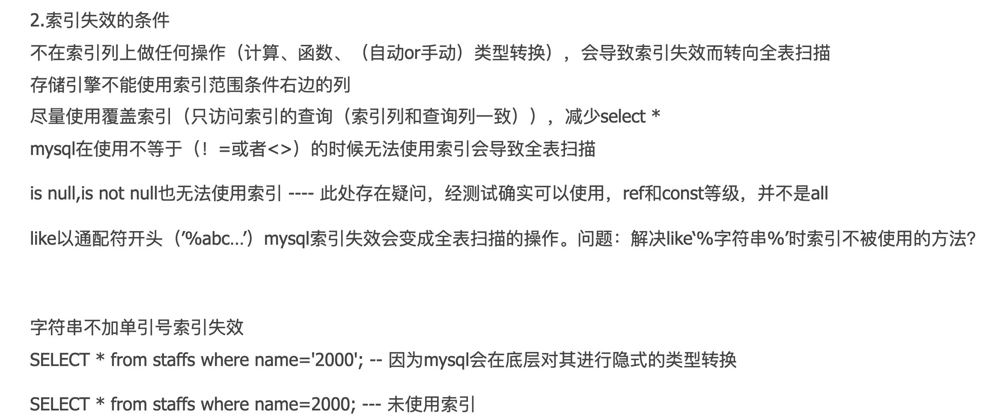 2.索引失效的条件
不在索引列上做任何操作（计算、函数、（自动or手动）类型转换），会导致索引失效而转向全表扫描
存储引擎不能使用索引范围条件右边的列
尽量使用覆盖索引（只访问索引的查询（索引列和查询列一致）），减少select *
mysql在使用不等于（！=或者<>）的时候无法使用索引会导致全表扫描
is null,is not null也无法使用索引 ---- 此处存在疑问，经测试确实可以使用，ref和const等级，并不是all
like以通配符开头（’%abc…’）mysql索引失效会变成全表扫描的操作。问题：解决like‘%字符串%’时索引不被使用的方法？
字符串不加单引号索引失效
SELECT * from staffs where name='2000'; -- 因为mysql会在底层对其进行隐式的类型转换
SELECT * from staffs where name=2000; --- 未使用索引